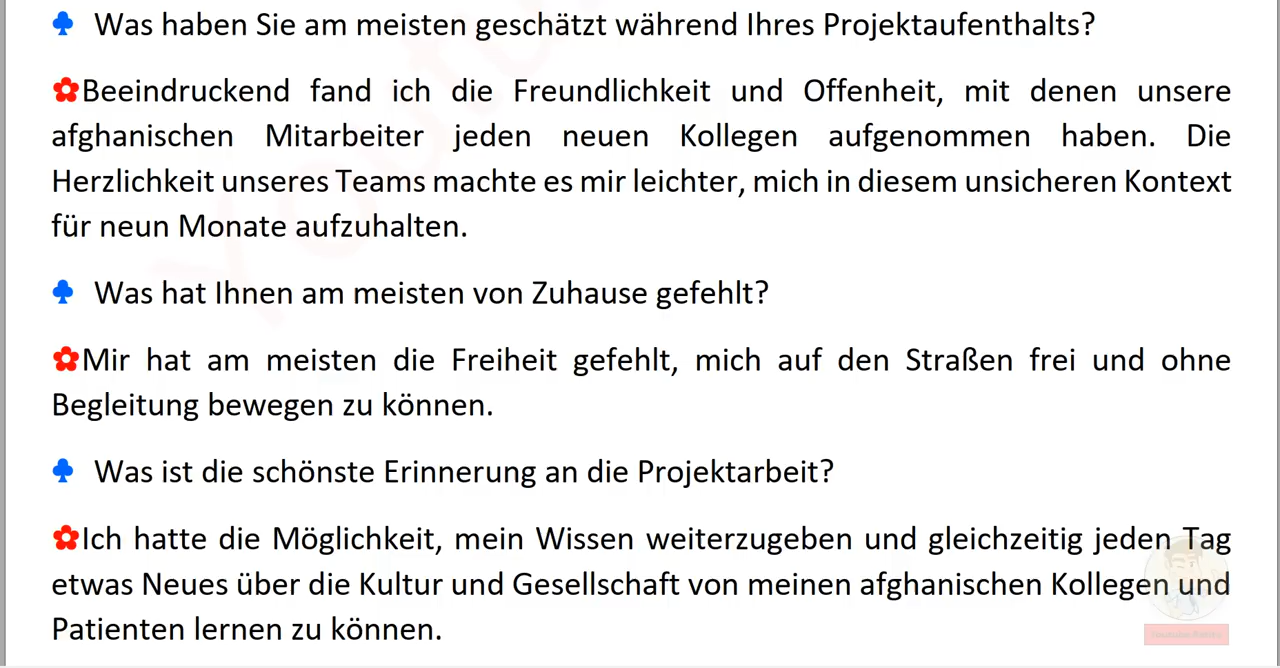 ♣ Was haben Sie am meisten geschätzt während Ihres Projektaufenthalts?
✿Beeindruckend fand ich die Freundlichkeit und Offenheit, mit denen unsere
afghanischen Mitarbeiter jeden neuen Kollegen aufgenommen haben. Die
Herzlichkeit unseres Teams machte es mir leichter, mich in diesem unsicheren Kontext
für neun Monate aufzuhalten.
♣ Was hat Ihnen am meisten von Zuhause gefehlt?
✿Mir hat am meisten die Freiheit gefehlt, mich auf den Straßen frei und ohne
Begleitung bewegen zu können.
♣ Was ist die schönste Erinnerung an die Projektarbeit?
✿Ich hatte die Möglichkeit, mein Wissen weiterzugeben und gleichzeitig jeden Tag
etwas Neues über die Kultur und Gesellschaft von meinen afghanischen Kollegen und
Patienten lernen zu können.